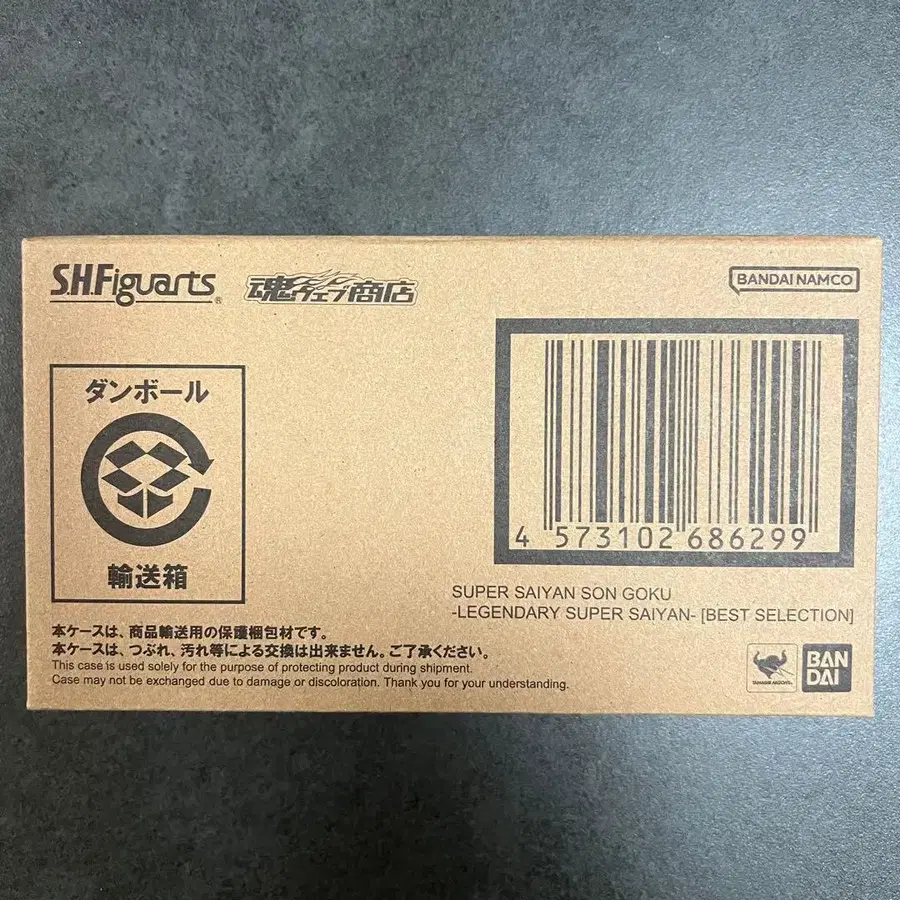 S.H.Figuarts®
魂ウェブ商店
BANDAI NAMCO
ダンボール
輸送箱
4 573102 686299
SUPER SAIYAN SON GOKU
-LEGENDARY SUPER SAIYAN- [BEST SELECTION]
本ケースは、商品輸送用の保護梱包材です。
本ケースは、つぶれ、汚れ等による交換は出来ません。ご了承ください。
This case is used solely for the purpose of protecting product during shipment.
Case may not be exchanged due to damage or discoloration. Thank you for your understanding.
TAMASHII NATIONS
BAN
DAI